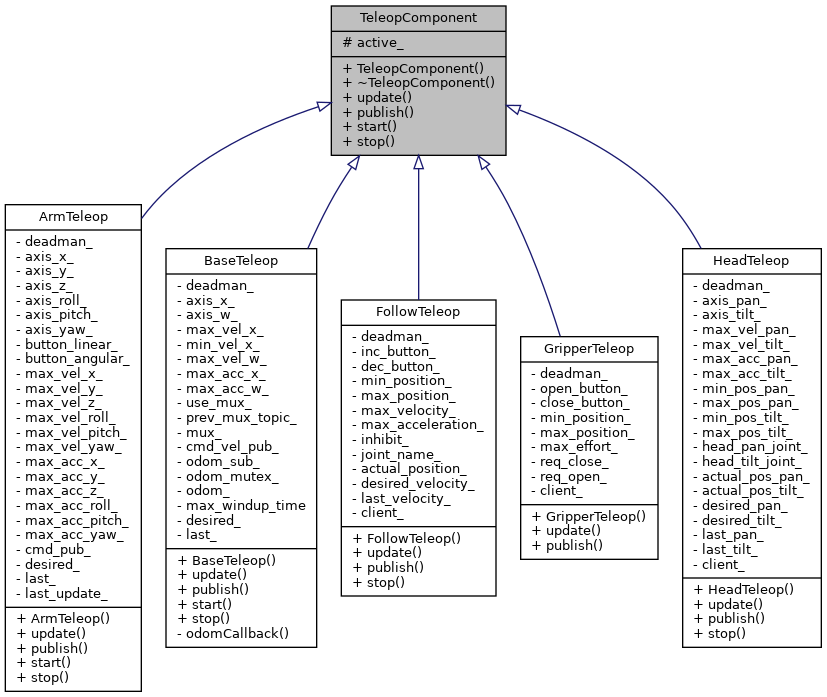 TeleopComponent
# active_
+ TeleopComponent()
+ ~TeleopComponent()
+ update()
+ publish()
+ start()
+ stop()
ArmTeleop
- deadman_
- axis_x_
- axis_y_
- axis_z_
- axis_roll_
- axis_pitch_
- axis_yaw_
- button_linear_
- button_angular_
- max_vel_x_
- max_vel_y_
- max_vel_z_
- max_vel_roll_
- max_vel_pitch_
- max_vel_yaw_
- max_acc_x_
- max_acc_y_
- max_acc_z_
- max_acc_roll_
- max_acc_pitch_
- max_acc_yaw_
- cmd_pub_
- desired_
- last_
- last_update_
+ ArmTeleop()
+ update()
+ publish()
+ start()
+ stop()
BaseTeleop
- deadman_
- axis_x_
- axis_w_
- max_vel_x_
- min_vel_x_
- max_vel_w_
- max_acc_x_
- max_acc_w_
- use_mux_
- prev_mux_topic_
- mux_
- cmd_vel_pub_
- odom_sub_
- odom_mutex_
- odom_
- max_windup_time
- desired_
- last_
+ BaseTeleop()
+ update()
+ publish()
+ start()
+ stop()
- odomCallback()
FollowTeleop
- deadman_
- inc_button_
- dec_button_
- min_position_
- max_position_
- max_velocity_
- max_acceleration_
- inhibit_
- joint_name_
- actual_position_
- desired_velocity_
- last_velocity_
- client_
+ FollowTeleop()
+ update()
+ publish()
+ stop()
GripperTeleop
- deadman_
- open_button_
- close_button_
- min_position_
- max_position_
- max_effort_
- req_close_
- req_open_
- client_
+ GripperTeleop()
+ update()
+ publish()
HeadTeleop
- deadman_
- axis_pan_
- axis_tilt_
- max_vel_pan_
- max_vel_tilt_
- max_acc_pan_
- max_acc_tilt_
- min_pos_pan_
- max_pos_pan_
- min_pos_tilt_
- max_pos_tilt_
- head_pan_joint_
- head_tilt_joint_
- actual_pos_pan_
- actual_pos_tilt_
- desired_pan_
- desired_tilt_
- last_pan_
- last_tilt_
- client_
+ HeadTeleop()
+ update()
+ publish()
+ stop()